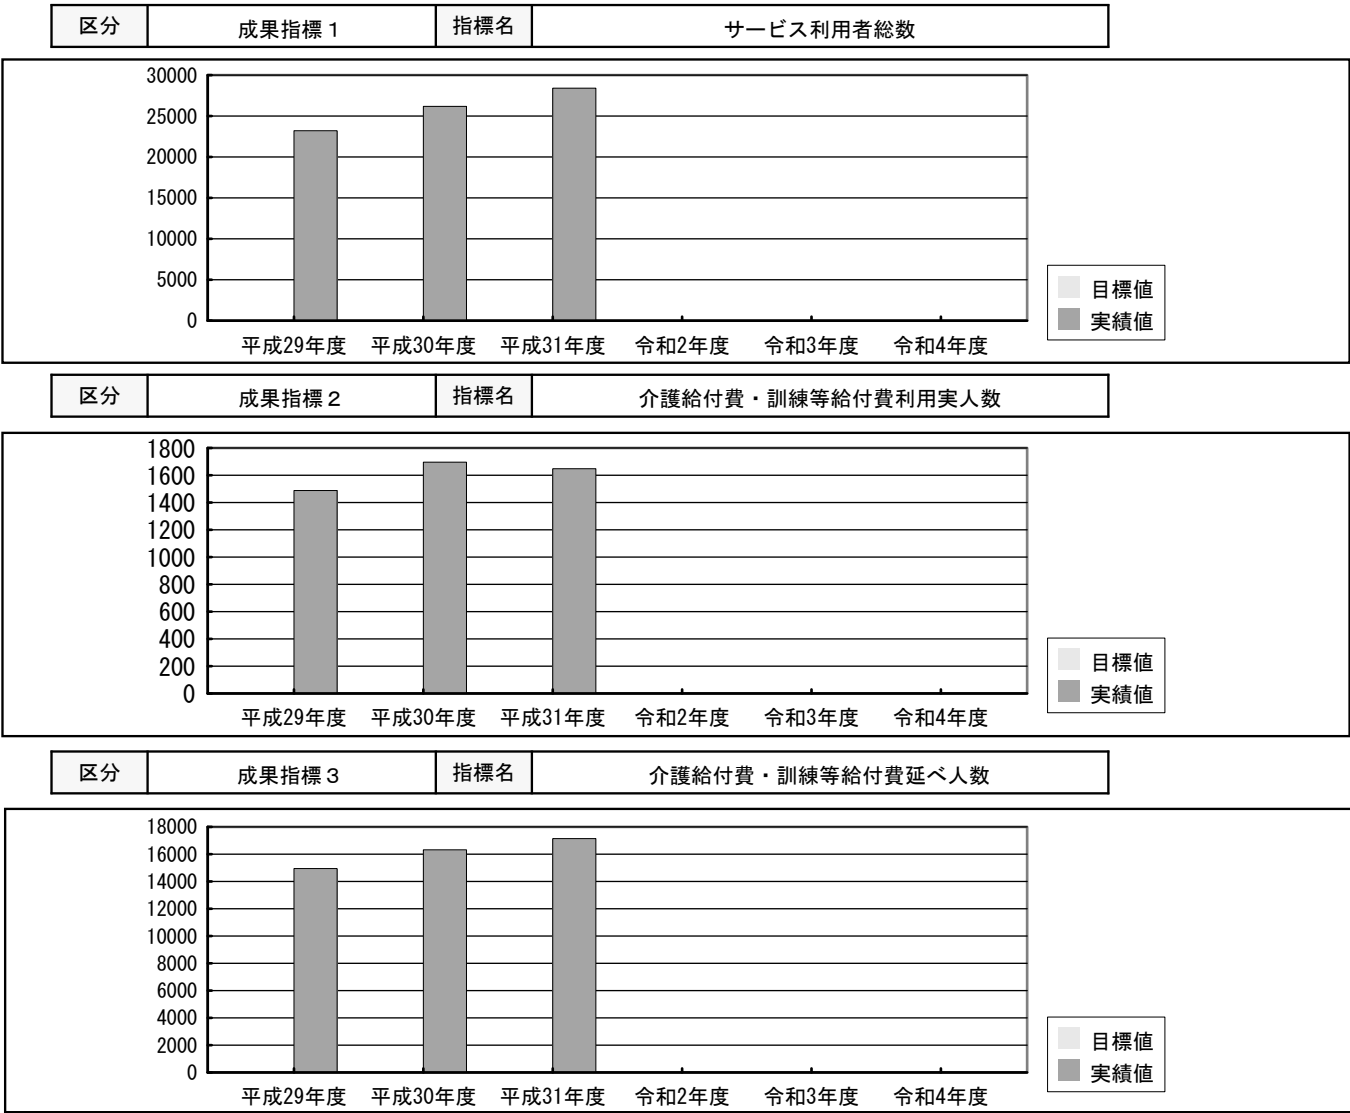 区分 成果指標１ 指標名 サービス利用者総数
30000
25000
20000
15000
10000
5000
0
平成29年度 平成30年度 平成31年度 令和2年度 令和3年度 令和4年度
目標値
実績値
区分 成果指標２ 指標名 介護給付費・訓練等給付費利用実人数
1800
1600
1400
1200
1000
800
600
400
200
0
平成29年度 平成30年度 平成31年度 令和2年度 令和3年度 令和4年度
目標値
実績値
区分 成果指標３ 指標名 介護給付費・訓練等給付費延べ人数
18000
16000
14000
12000
10000
8000
6000
4000
2000
0
平成29年度 平成30年度 平成31年度 令和2年度 令和3年度 令和4年度
目標値
実績値